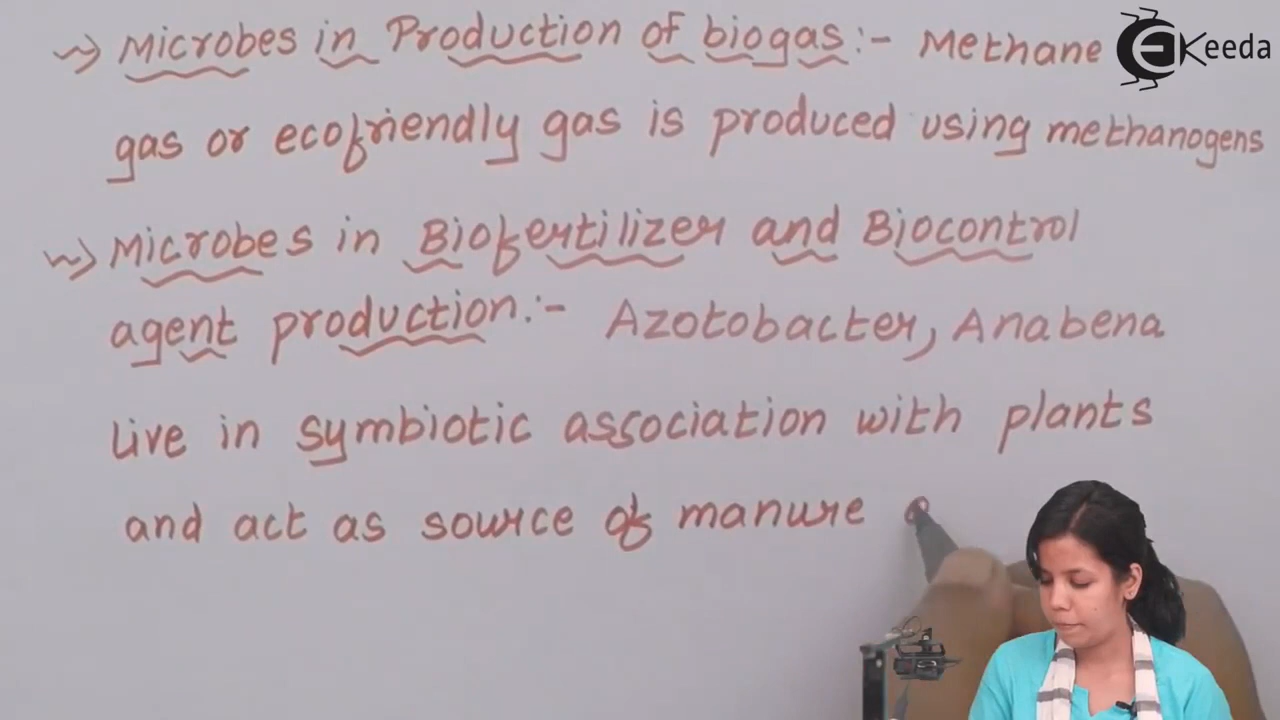 ~> Microbes in Production of biogas:- Methane
gas or ecofriendly gas is produced using methanogens
~> Microbes in Biofertilizer and Biocontrol
agent production:- Azotobacter, Anabena
live in symbiotic association with plants
and act as source of manure
Keeda